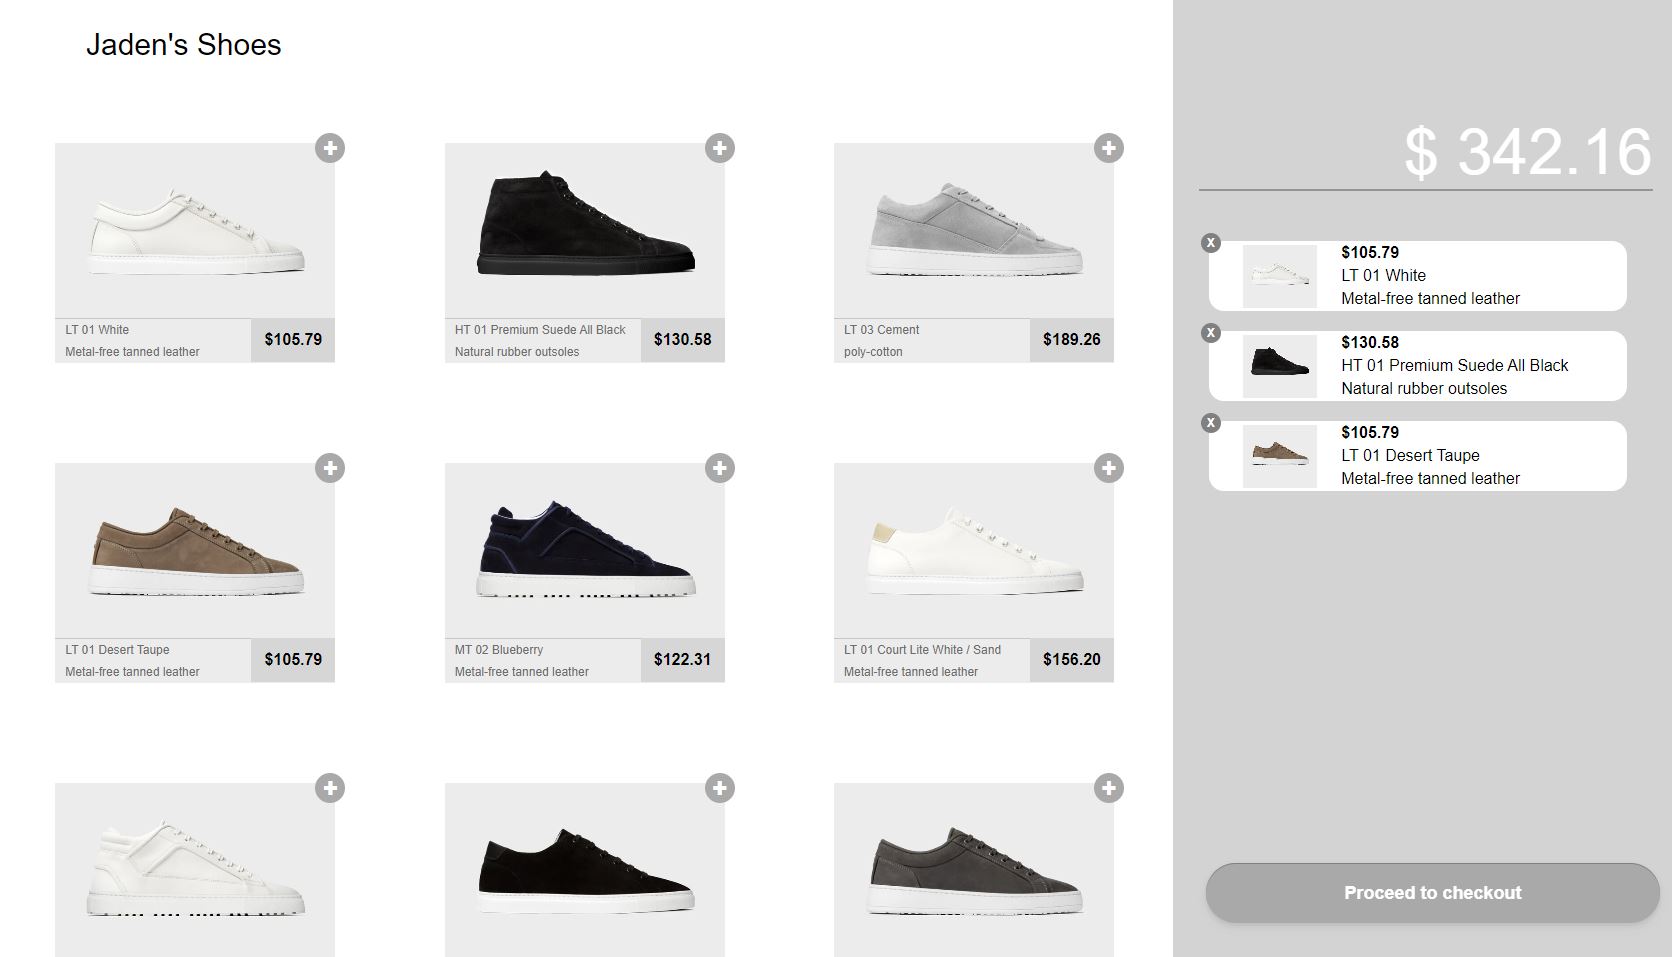 Jaden's Shoes
LT 01 White
Metal-free tanned leather
$105.79
HT 01 Premium Suede All Black
Natural rubber outsoles
$130.58
LT 03 Cement
poly-cotton
$189.26
LT 01 Desert Taupe
Metal-free tanned leather
$105.79
MT 02 Blueberry
Metal-free tanned leather
$122.31
LT 01 Court Lite White / Sand
Metal-free tanned leather
$156.20
$ 342.16
X
$105.79
LT 01 White
Metal-free tanned leather
X
$130.58
HT 01 Premium Suede All Black
Natural rubber outsoles
X
$105.79
LT 01 Desert Taupe
Metal-free tanned leather
Proceed to checkout